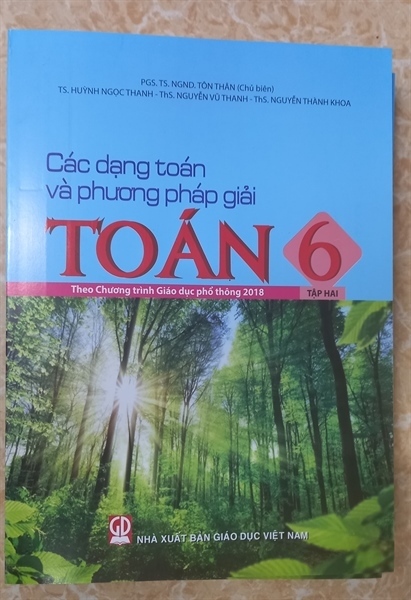 PGS. TS. NGND. TÔN THÂN (Chủ biên)
TS. HUỲNH NGỌC THANH - ThS. NGUYỄN VŨ THANH - ThS. NGUYỄN THÀNH KHOA
Các dạng toán
và phương pháp giải
TOÁN 6
Theo Chương trình Giáo dục phổ thông 2018
TẬP HAI
GD
NHÀ XUẤT BẢN GIÁO DỤC VIỆT NAM